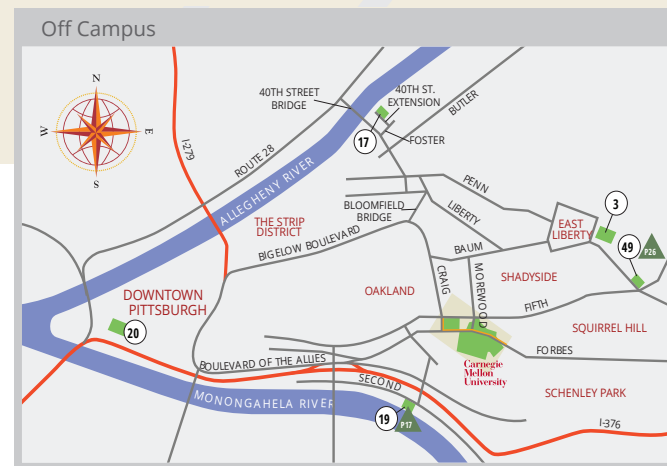 Off Campus
N
W
E
S
I-279
40TH STREET
BRIDGE
40TH ST.
EXTENSION
BUTLER
17
FOSTER
ROUTE 28
ALLEGHENY RIVER
THE STRIP
DISTRICT
BLOOMFIELD
BRIDGE
PENN
LIBERTY
BIGELOW BOULEVARD
BAUM
EAST
LIBERTY
3
49
P26
CRAIG
MOREWOOD
SHADYSIDE
OAKLAND
DOWNTOWN
PITTSBURGH
20
FIFTH
SQUIRREL HILL
FORBES
Carnegie
Mellon
University
BOULEVARD OF THE ALLIES
SECOND
MONONGAHELA RIVER
19
P17
SCHENLEY PARK
I-376